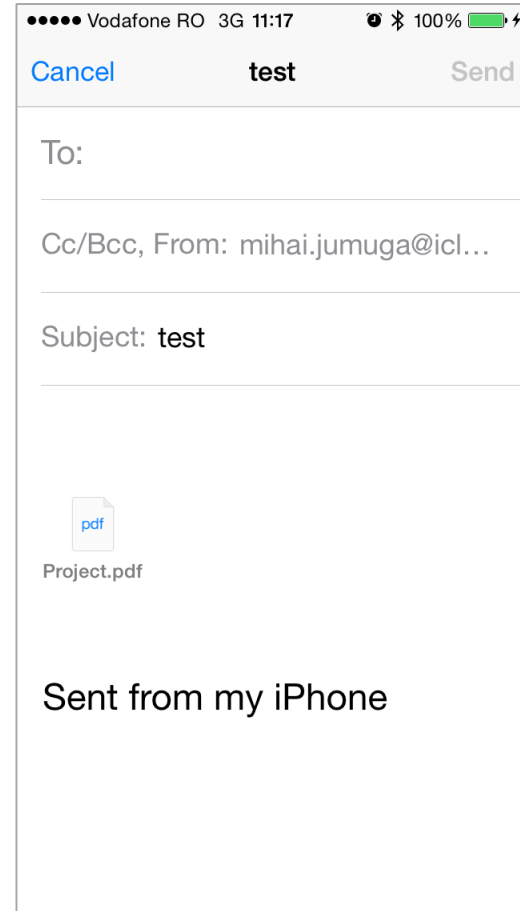 Vodafone RO 3G 11:17 100%
Cancel test Send
To:
Cc/Bcc, From: mihai.jumuga@icl...
Subject: test
pdf
Project.pdf
Sent from my iPhone